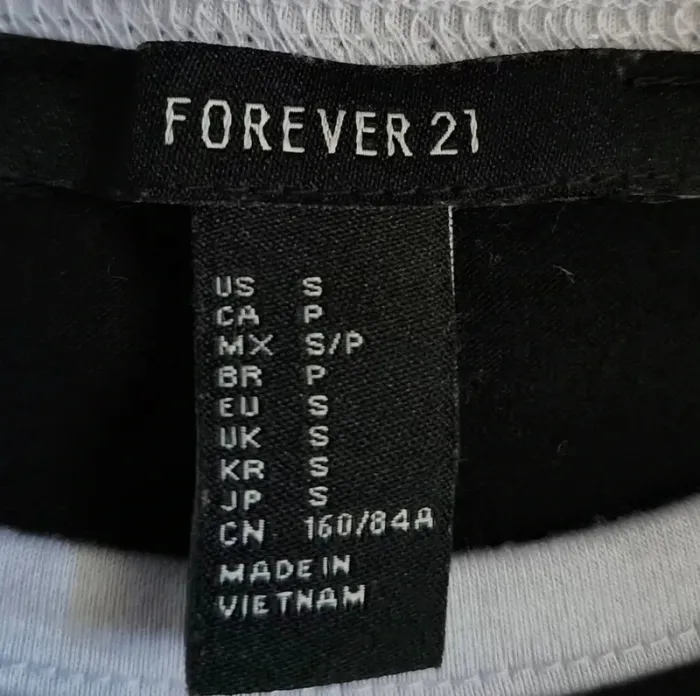 FOREVER 21
US S
CA P
MX S/P
BR P
EU S
UK S
KR S
JP S
CN 160/84A
MADE IN
VIETNAM